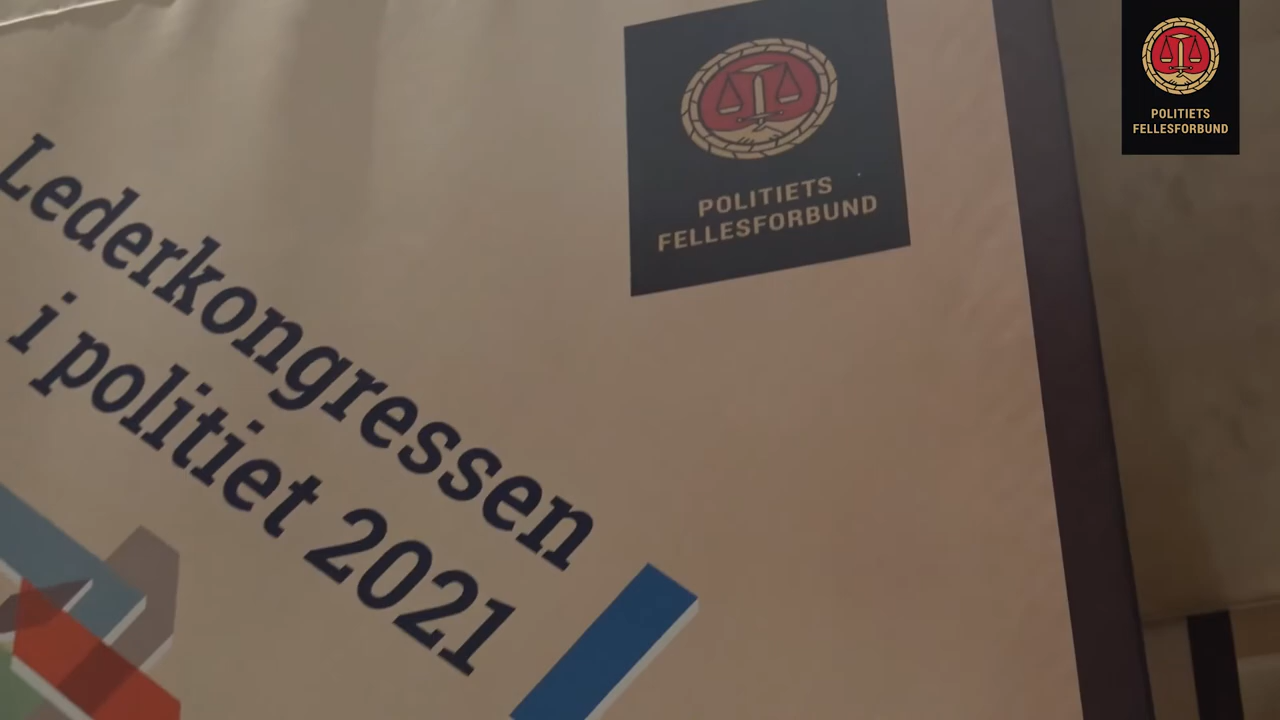 Lederkongressen
i politiet 2021
POLITIETS
FELLESFORBUND
POLITIETS
FELLESFORBUND